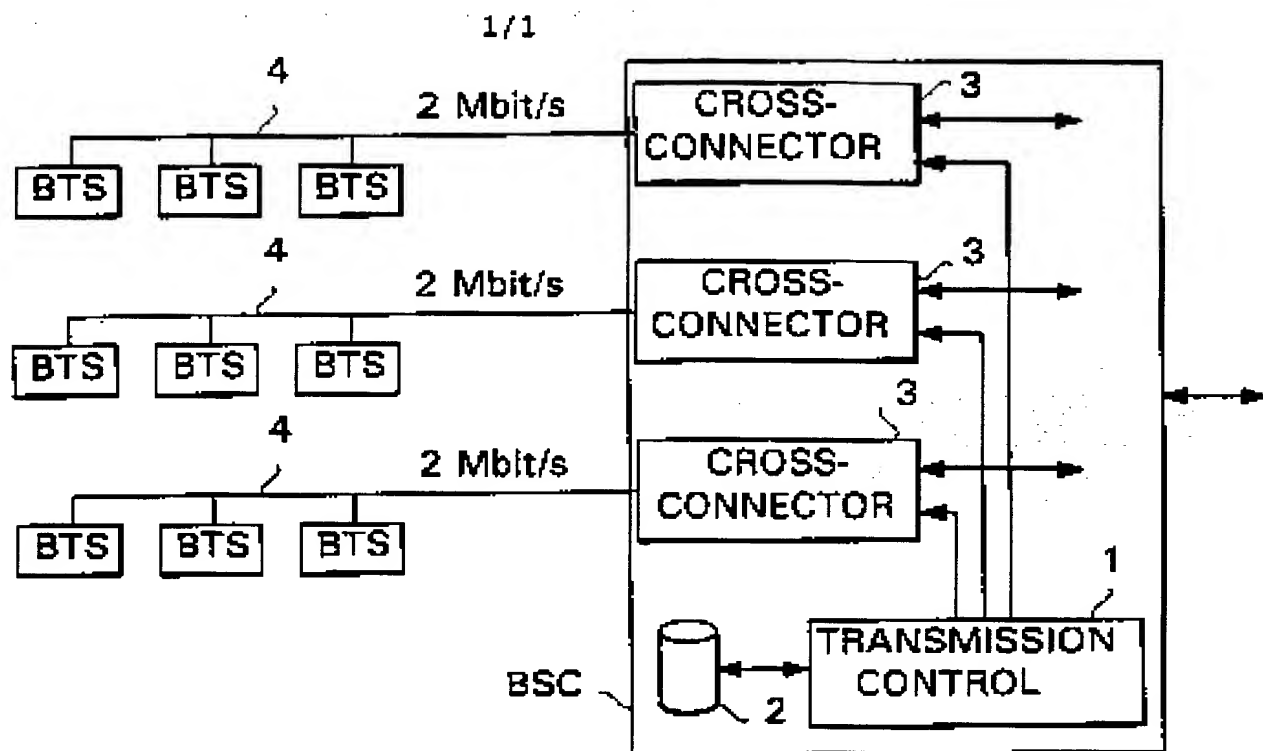 1/1
4
2 Mbit/s
CROSS-
CONNECTOR
3
BTS BTS BTS
4
2 Mbit/s
CROSS-
CONNECTOR
3
BTS BTS BTS
4
2 Mbit/s
CROSS-
CONNECTOR
3
BTS BTS BTS
1
TRANSMISSION
CONTROL
BSC
2